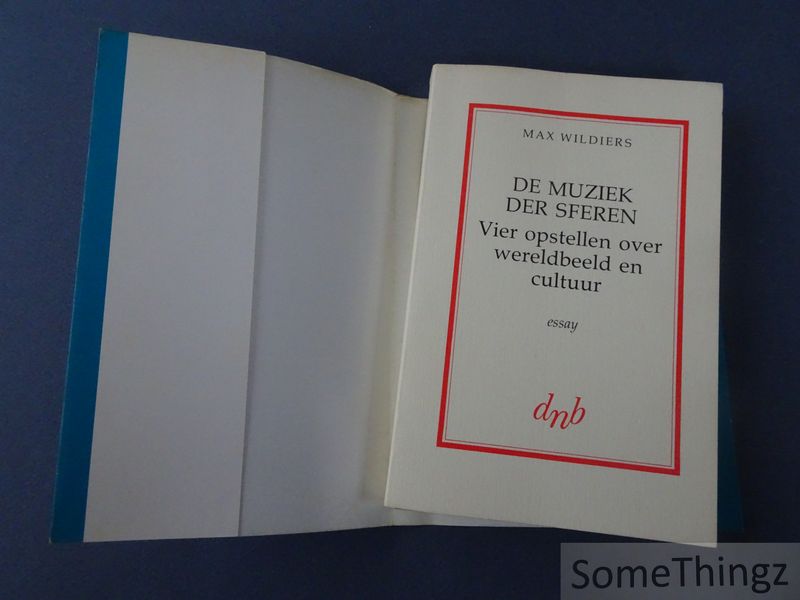 MAX WILDIERS
DE MUZIEK
DER SFEREN
Vier opstellen over
wereldbeeld en
cultuur
essay
dnb
SomeThingz